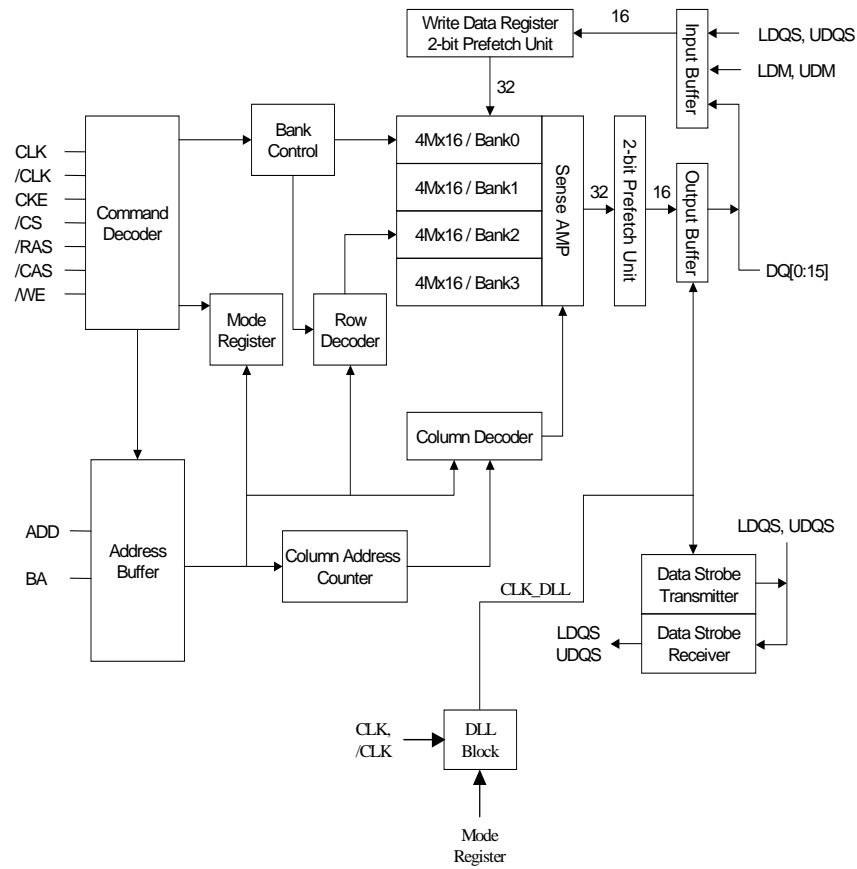 Write Data Register
2-bit Prefetch Unit
16
Input Buffer
LDQS, UDQS
LDM, UDM
32
CLK
/CLK
CKE
/CS
/RAS
/CAS
/WE
Command
Decoder
Bank
Control
4Mx16 / Bank0
4Mx16 / Bank1
4Mx16 / Bank2
4Mx16 / Bank3
Sense AMP
32
2-bit Prefetch Unit
16
Output Buffer
DQ[0:15]
Mode
Register
Row
Decoder
Column Decoder
ADD
BA
Address
Buffer
Column Address
Counter
CLK_DLL
LDQS, UDQS
Data Strobe
Transmitter
Data Strobe
Receiver
LDQS
UDQS
CLK,
/CLK
DLL
Block
Mode
Register